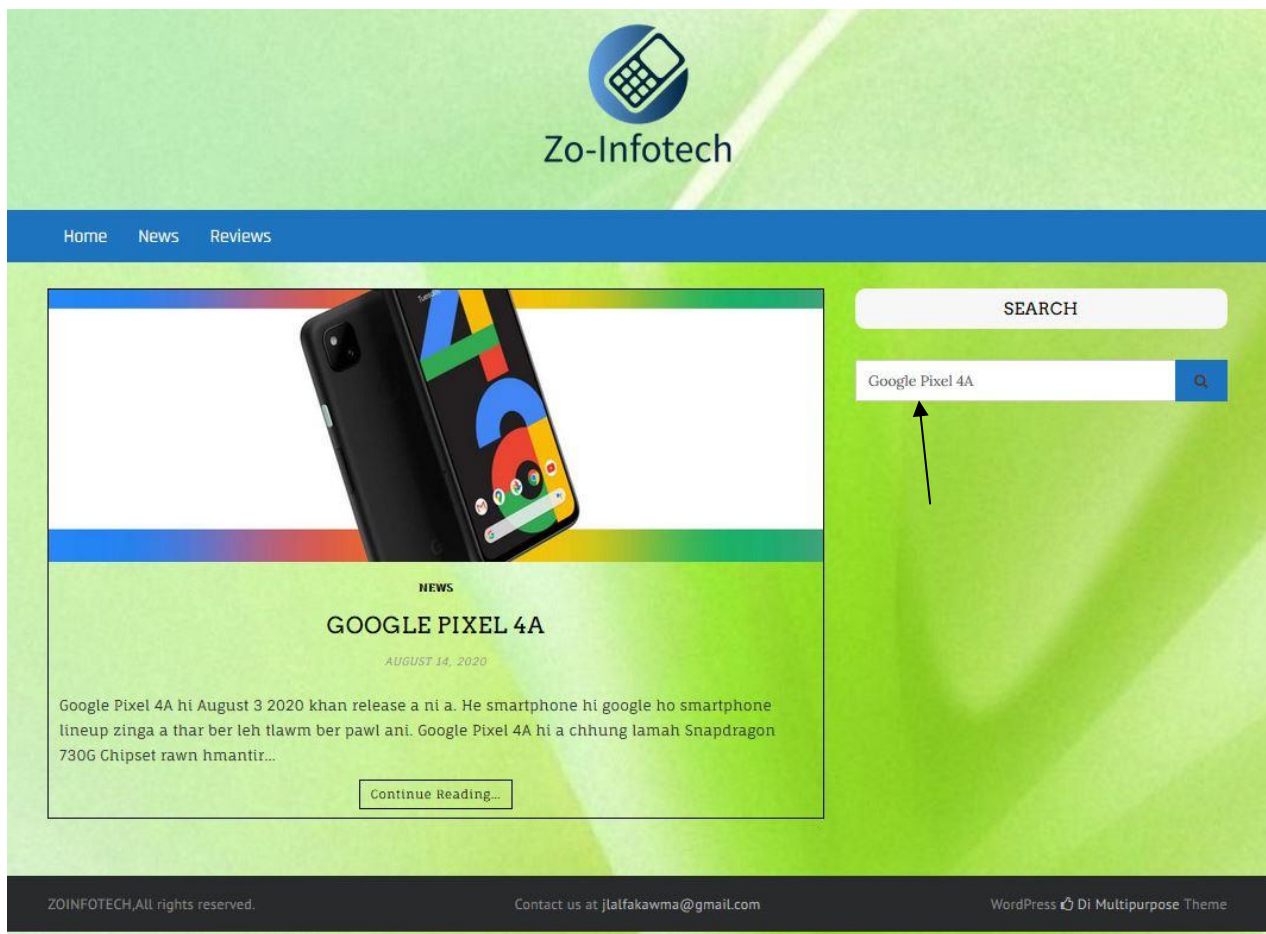 Zo-Infotech
Home News Reviews
Tuesday
NEWS
GOOGLE PIXEL 4A
AUGUST 14, 2020
Google Pixel 4A hi August 3 2020 khan release a ni a. He smartphone hi google ho smartphone
lineup zinga a thar ber leh tlawm ber pawl ani. Google Pixel 4A hi a chhung lamah Snapdragon
730G Chipset rawn hmantir...
Continue Reading...
SEARCH
Google Pixel 4A
ZOINFOTECH,All rights reserved.
Contact us at jlalfakawma@gmail.com
WordPress Di Multipurpose Theme